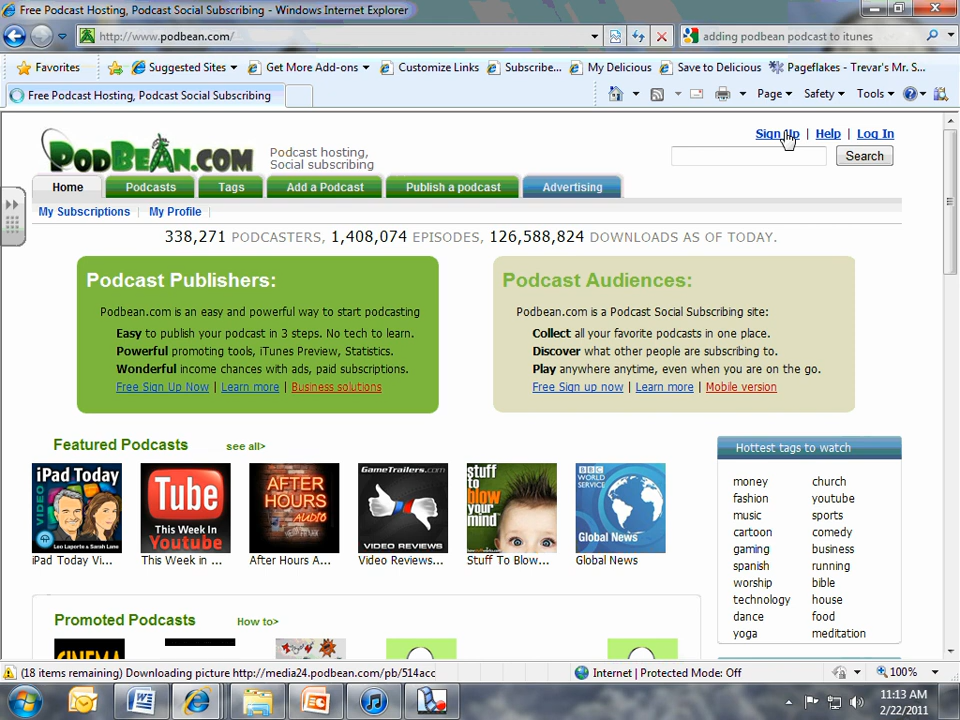 Free Podcast Hosting, Podcast Social Subscribing - Windows Internet Explorer
http://www.podbean.com/
adding podbean podcast to itunes
Favorites
Suggested Sites
Get More Add-ons
Customize Links
Subscribe...
My Delicious
Save to Delicious
Pageflakes - Trevar's Mr. S...
Free Podcast Hosting, Podcast Social Subscribing
Page
Safety
Tools
Sign Up | Help | Log In
PODBEAN.COM
Podcast hosting,
Social subscribing
Search
Home
Podcasts
Tags
Add a Podcast
Publish a podcast
Advertising
My Subscriptions | My Profile |
338,271 PODCASTERS, 1,408,074 EPISODES, 126,588,824 DOWNLOADS AS OF TODAY.
Podcast Publishers:
Podbean.com is an easy and powerful way to start podcasting
Easy to publish your podcast in 3 steps. No tech to learn.
Powerful promoting tools, iTunes Preview, Statistics.
Wonderful income chances with ads, paid subscriptions.
Free Sign Up Now | Learn more | Business solutions
Podcast Audiences:
Podbean.com is a Podcast Social Subscribing site:
Collect all your favorite podcasts in one place.
Discover what other people are subscribing to.
Play anywhere anytime, even when you are on the go.
Free Sign up now | Learn more | Mobile version
Featured Podcasts
see all>
iPad Today
VIDEO
Leo Laporte & Sarah Lane
iPad Today Vi...
Tube
This Week In
Youtube
This Week in ...
AFTER
HOURS
AUDIO
After Hours A...
GameTrailers.com
VIDEO REVIEWS
Video Reviews...
stuff
to
blow
your
mind
Stuff To Blow...
BBC
WORLD
SERVICE
Global News
Global News
Hottest tags to watch
money church
fashion youtube
music sports
cartoon comedy
gaming business
spanish running
worship bible
technology house
dance food
yoga meditation
Promoted Podcasts
How to>
(18 items remaining) Downloading picture http://media24.podbean.com/pb/514acc
Internet | Protected Mode: Off
100%
11:13 AM
2/22/2011